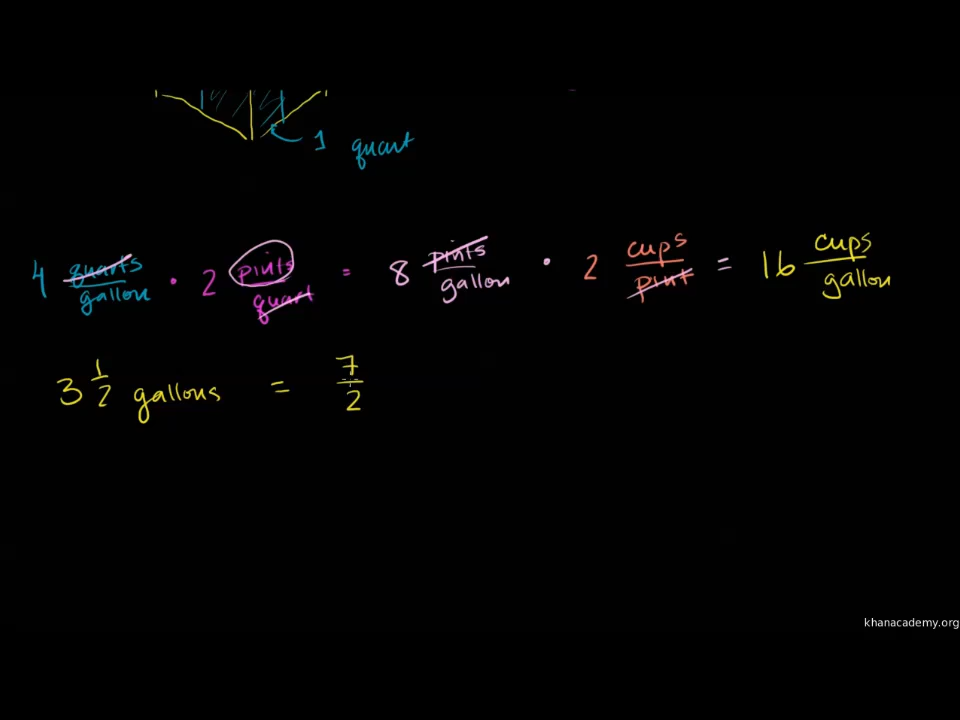 1 quart
4 quarts/gallon · 2 pints/quart = 8 pints/gallon · 2 cups/pint = 16 cups/gallon
3 1/2 gallons = 7/2
khanacademy.org